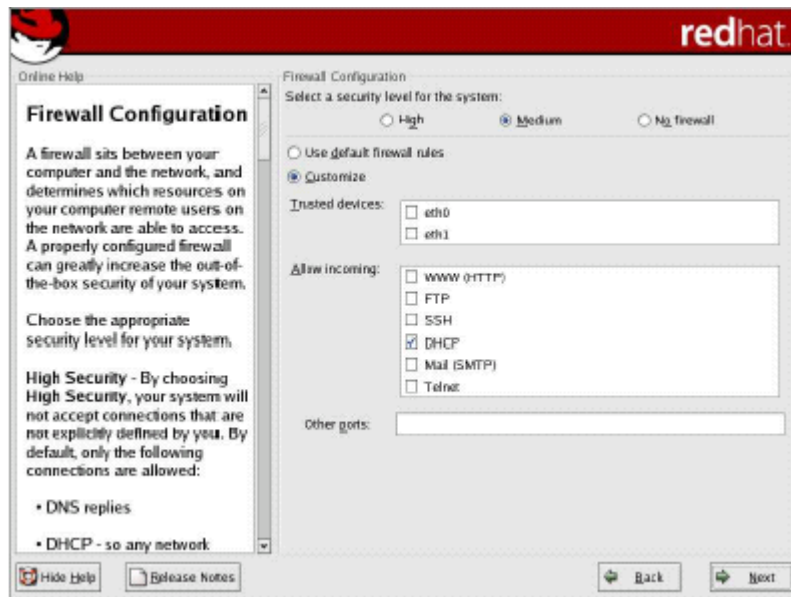 redhat.
Online Help
Firewall Configuration
A firewall sits between your
computer and the network, and
determines which resources on
your computer remote users on
the network are able to access.
A properly configured firewall
can greatly increase the out-of-
the-box security of your system.
Choose the appropriate
security level for your system.
High Security - By choosing
High Security, your system will
not accept connections that are
not explicitly defined by you. By
default, only the following
connections are allowed:
• DNS replies
• DHCP - so any network
Firewall Configuration
Select a security level for the system:
High
Medium
No firewall
Use default firewall rules
Customize
Trusted devices:
eth0
eth1
Allow incoming:
WWW (HTTP)
FTP
SSH
DHCP
Mail (SMTP)
Telnet
Other ports:
Hide Help
Release Notes
Back
Next